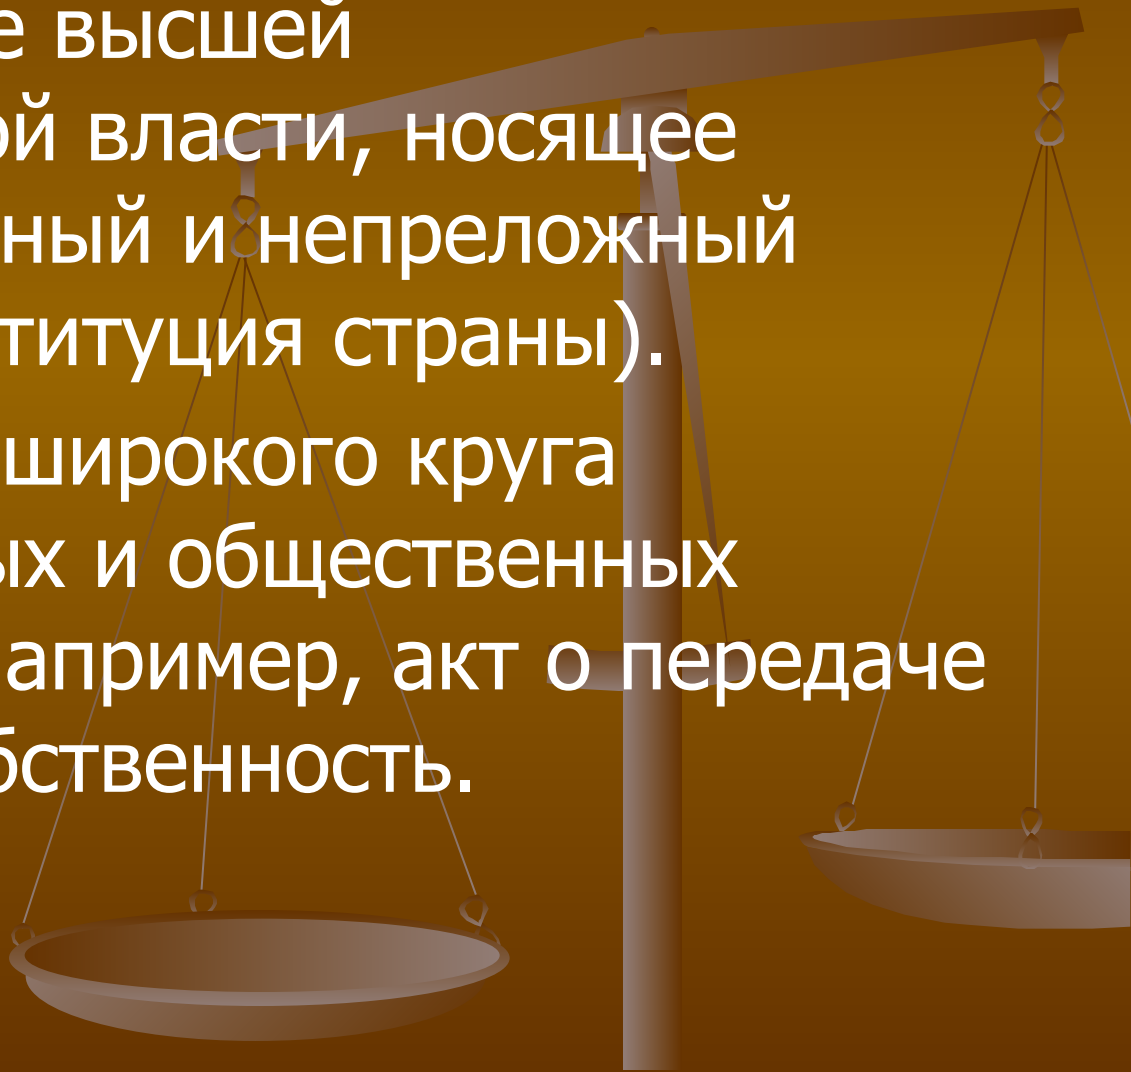 е высшей
ой власти, носящее
ный и непреложный
титуция страны).
широкого круга
ых и общественных
апример, акт о передаче
бственность.